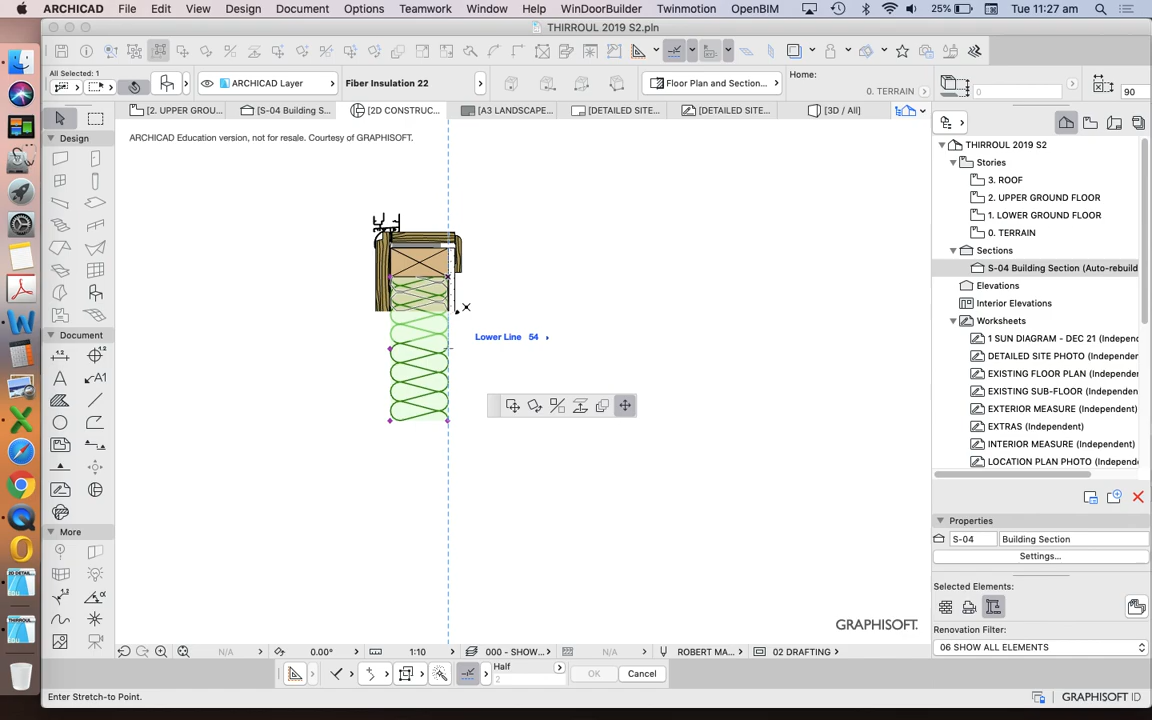 ARCHICAD File Edit View Design Document Options Teamwork Window Help WinDoorBuilder Twinmotion OpenBIM 25% Tue 11:27 am
THIRROUL 2019 S2.pln
All Selected: 1
ARCHICAD Layer
Fiber Insulation 22
Floor Plan and Section...
Home:
0. TERRAIN
0
90
[2. UPPER GROU...
[S-04 Building S...
[2D CONSTRUC...
[A3 LANDSCAPE...
[DETAILED SITE...
[DETAILED SITE...
[3D / All]
ARCHICAD Education version, not for resale. Courtesy of GRAPHISOFT.
Design
Document
More
Lower Line 54
GRAPHISOFT.
THIRROUL 2019 S2
Stories
3. ROOF
2. UPPER GROUND FLOOR
1. LOWER GROUND FLOOR
0. TERRAIN
Sections
S-04 Building Section (Auto-rebuild
Elevations
Interior Elevations
Worksheets
1 SUN DIAGRAM - DEC 21 (Independ
DETAILED SITE PHOTO (Independe
EXISTING FLOOR PLAN (Independe
EXISTING SUB-FLOOR (Independe
EXTERIOR MEASURE (Independent
EXTRAS (Independent)
INTERIOR MEASURE (Independent)
LOCATION PLAN PHOTO (Independ
Properties
S-04 Building Section
Settings...
Selected Elements:
Renovation Filter:
06 SHOW ALL ELEMENTS
N/A 0.00° 1:10 000 - SHOW... N/A ROBERT MA... 02 DRAFTING
Half
2
OK
Cancel
Enter Stretch-to Point.
GRAPHISOFT ID